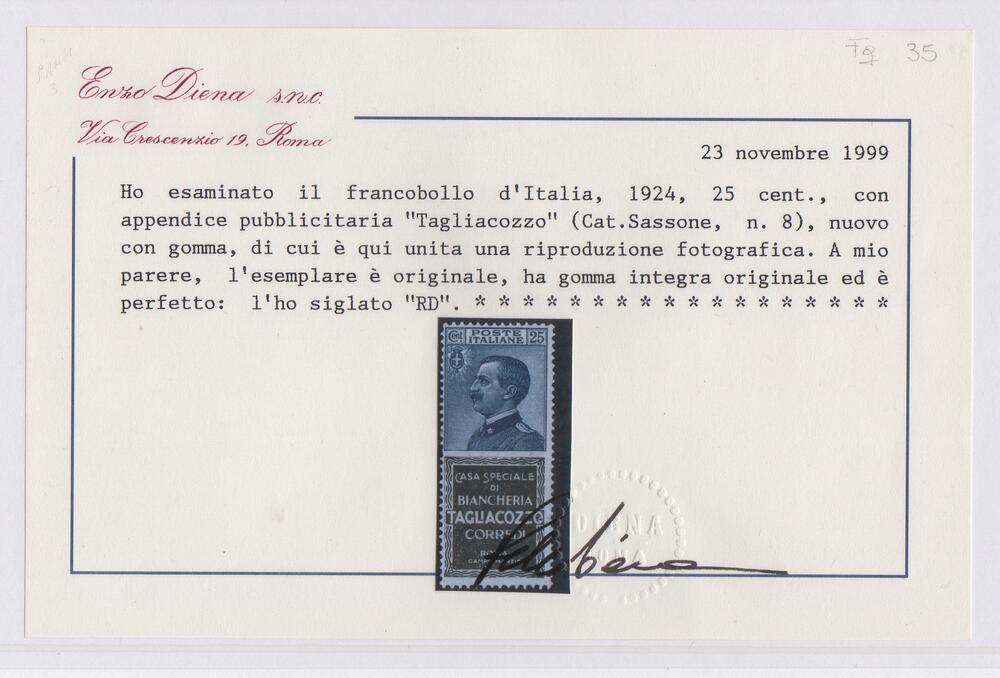 35
Enzo Diena s.n.c.
Via Crescenzio 19, Roma
23 novembre 1999
Ho esaminato il francobollo d'Italia, 1924, 25 cent., con
appendice pubblicitaria "Tagliacozzo" (Cat.Sassone, n. 8), nuovo
con gomma, di cui è qui unita una riproduzione fotografica. A mio
parere, l'esemplare è originale, ha gomma integra originale ed è
perfetto: l'ho siglato "RD". * * * * * * * * * * * * * * * * * *
Cent. POSTE 25
ITALIANE
CASA SPECIALE
DI
BIANCHERIA
TAGLIACOZZO
CORREDI
ROMA